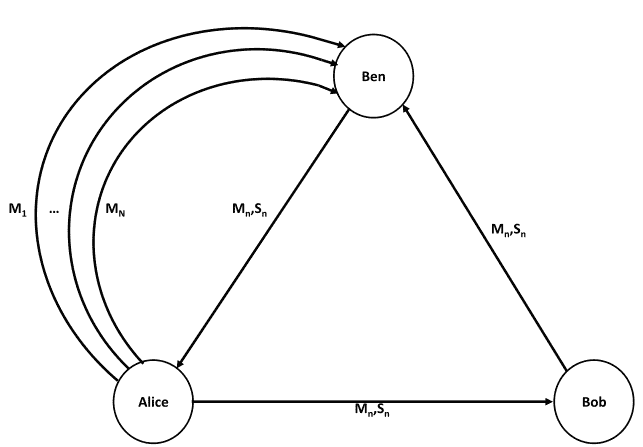 Ben
M1 ... MN
Mn,Sn
Mn,Sn
Alice
Mn,Sn
Bob